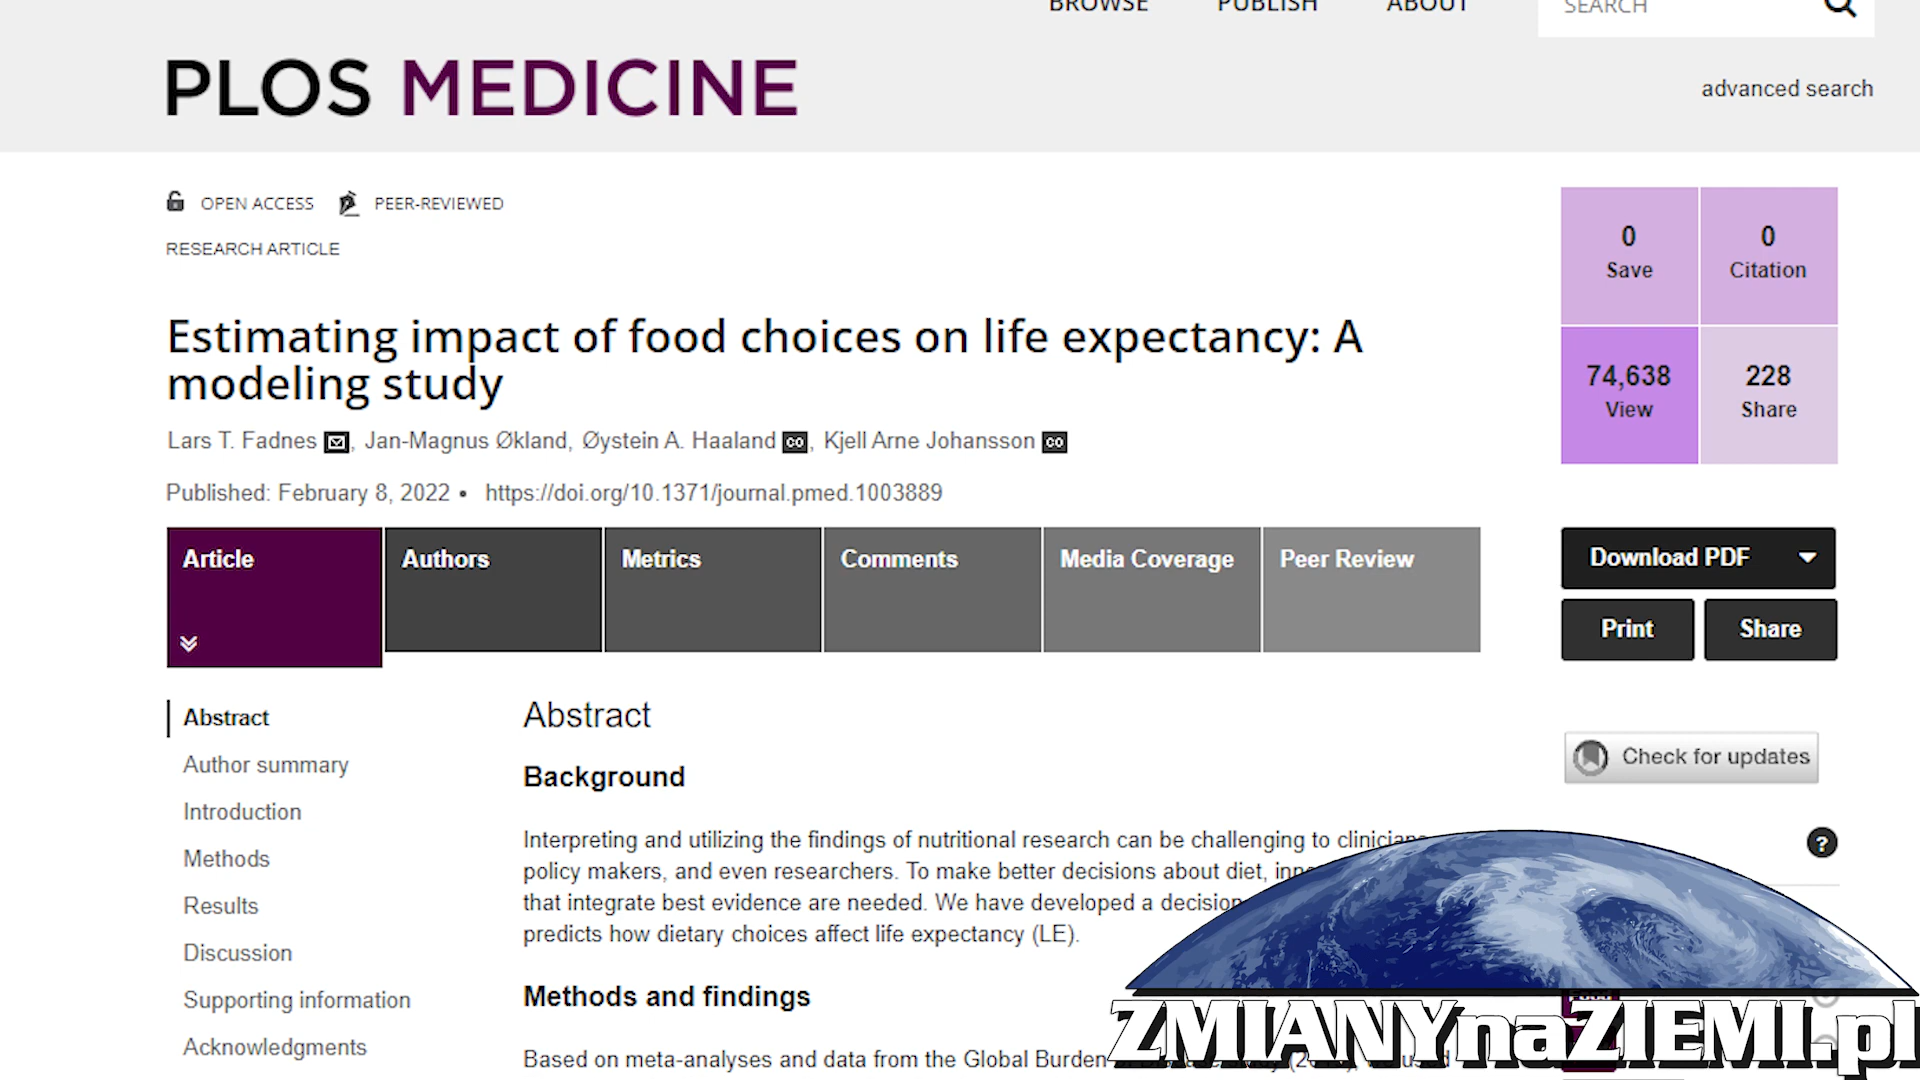 BROWSE PUBLISH ABOUT SEARCH
PLOS MEDICINE
advanced search
OPEN ACCESS PEER-REVIEWED
RESEARCH ARTICLE
0 Save
0 Citation
74,638 View
228 Share
Estimating impact of food choices on life expectancy: A
modeling study
Lars T. Fadnes, Jan-Magnus Økland, Øystein A. Haaland, Kjell Arne Johansson
Published: February 8, 2022 • https://doi.org/10.1371/journal.pmed.1003889
Article Authors Metrics Comments Media Coverage Peer Review
Download PDF
Print Share
Check for updates
?
Abstract
Author summary
Introduction
Methods
Results
Discussion
Supporting information
Acknowledgments
Abstract
Background
Interpreting and utilizing the findings of nutritional research can be challenging to
policy makers, and even researchers. To make better decisions about diet,
that integrate best evidence are needed. We have developed a
predicts how dietary choices affect life expectancy (LE).
Methods and findings
Based on meta-analyses and data from the Global Burden
ZMIANYnaZIEMI.pl